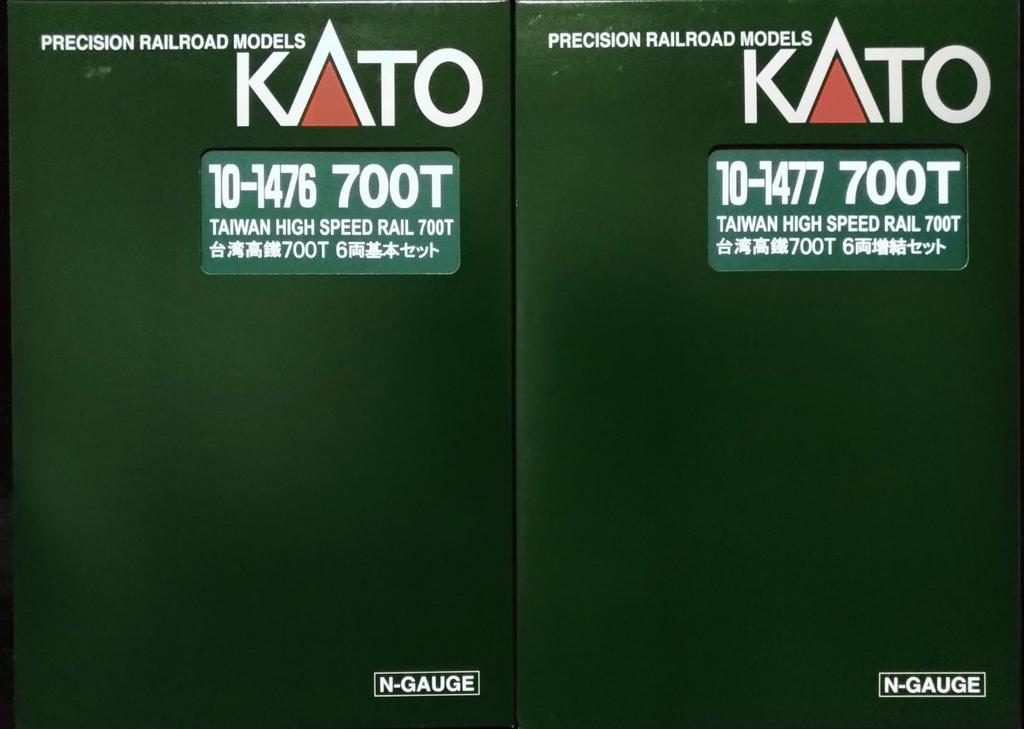 PRECISION RAILROAD MODELS
KATO
10-1476 700T
TAIWAN HIGH SPEED RAIL 700T
台湾高鐵700T 6両基本セット
N-GAUGE
PRECISION RAILROAD MODELS
KATO
10-1477 700T
TAIWAN HIGH SPEED RAIL 700T
台湾高鐵700T 6両増結セット
N-GAUGE